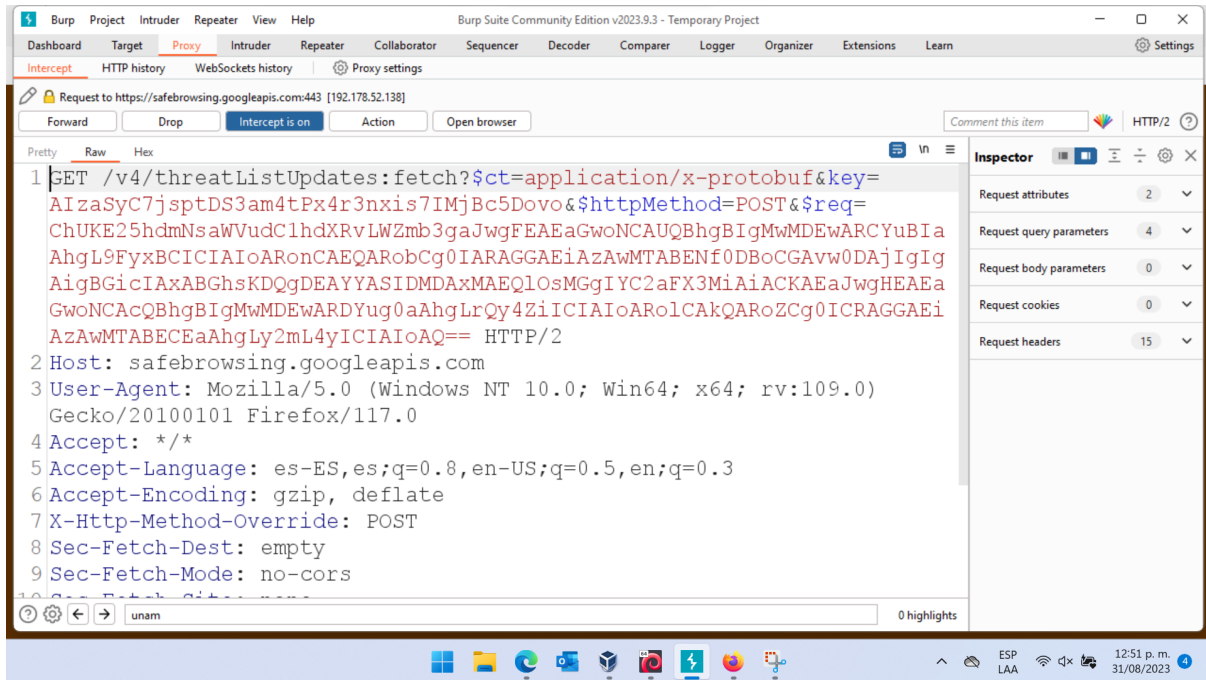 Burp Project Intruder Repeater View Help Burp Suite Community Edition v2023.9.3 - Temporary Project
Dashboard Target Proxy Intruder Repeater Collaborator Sequencer Decoder Comparer Logger Organizer Extensions Learn Settings
Intercept HTTP history WebSockets history Proxy settings
Request to https://safebrowsing.googleapis.com:443 [192.178.52.138]
Forward Drop Intercept is on Action Open browser Comment this item HTTP/2
Pretty Raw Hex \n Inspector
1 GET /v4/threatListUpdates:fetch?$ct=application/x-protobuf&key=
AIzaSyC7jsptDS3am4tPx4r3nxis7IMjBc5Dovo&$httpMethod=POST&$req=
ChUKE25hdmNsaWVudC1hdXRvLWZmb3gaJwgFEAEaGwoNCAUQBhgBIgMwMDEwARCYuBIa
AhgL9FyxBCICIAIoARonCAEQARobCg0IARAGGAEiAzAwMTABENf0DBoCGAvw0DAjIgIg
AigBGicIAxABGhsKDQgDEAYYASIDMDAxMAEQlOsMGgIYC2aFX3MiAiACKAEaJwgHEAEa
GwoNCAcQBhgBIgMwMDEwARDYug0aAhgLrQy4ZiICIAIoARolCAkQARoZCg0ICRAGGAEi
AzAwMTABECEaAhgLy2mL4yICIAIoAQ== HTTP/2
2 Host: safebrowsing.googleapis.com
3 User-Agent: Mozilla/5.0 (Windows NT 10.0; Win64; x64; rv:109.0)
Gecko/20100101 Firefox/117.0
4 Accept: */*
5 Accept-Language: es-ES,es;q=0.8,en-US;q=0.5,en;q=0.3
6 Accept-Encoding: gzip, deflate
7 X-Http-Method-Override: POST
8 Sec-Fetch-Dest: empty
9 Sec-Fetch-Mode: no-cors
Request attributes 2
Request query parameters 4
Request body parameters 0
Request cookies 0
Request headers 15
unam 0 highlights
ESP
LAA
12:51 p. m.
31/08/2023
4